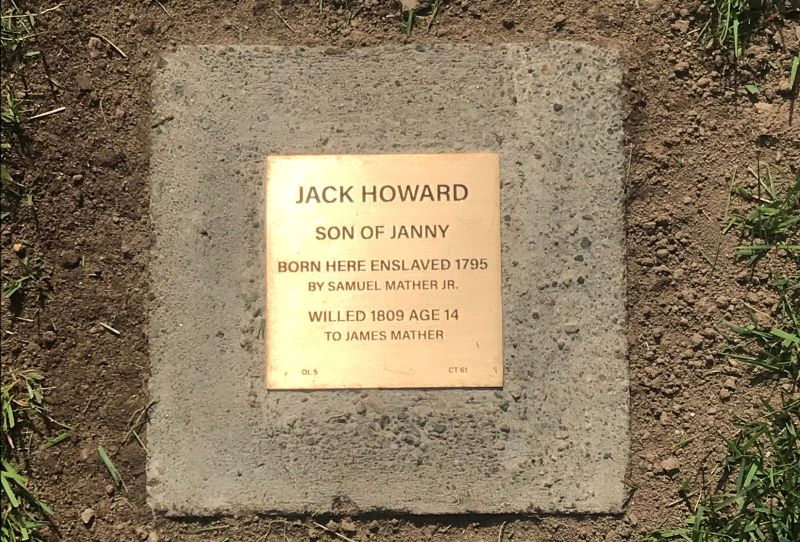 JACK HOWARD
SON OF JANNY
BORN HERE ENSLAVED 1795
BY SAMUEL MATHER JR.
WILLED 1809 AGE 14
TO JAMES MATHER
OL 5 CT 61